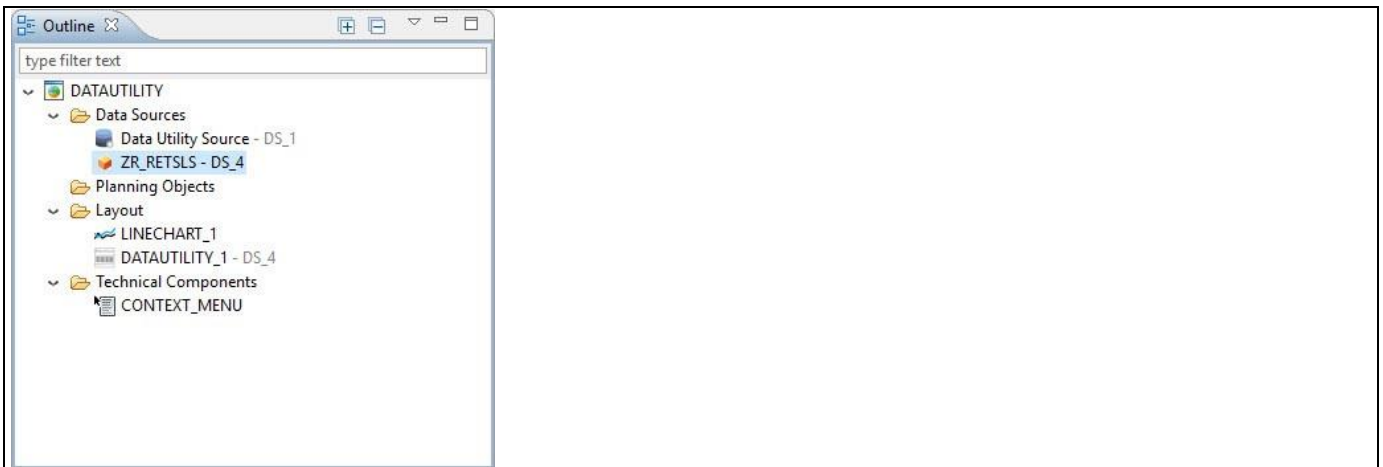 Outline
type filter text
DATAUTILITY
Data Sources
Data Utility Source - DS_1
ZR_RETSLS - DS_4
Planning Objects
Layout
LINECHART_1
DATAUTILITY_1 - DS_4
Technical Components
CONTEXT_MENU